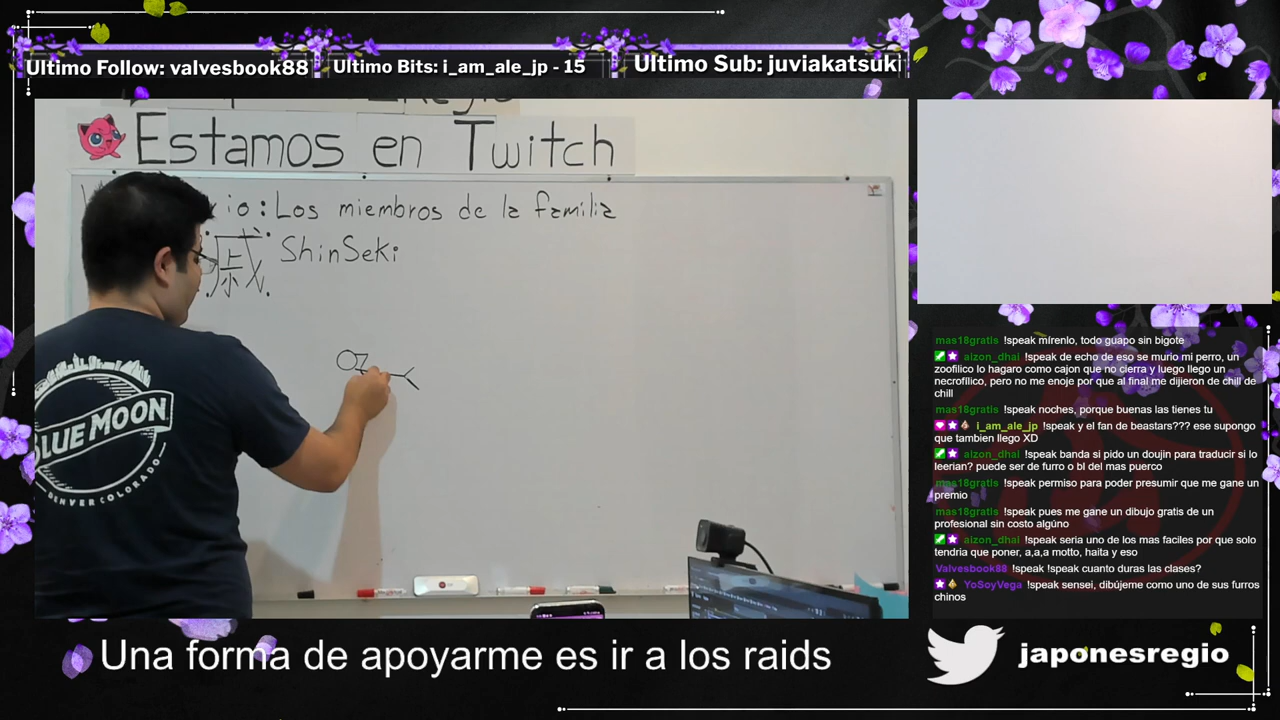 Ultimo Follow: valvesbook88
Ultimo Bits: i_am_ale_jp - 15
Ultimo Sub: juviakatsuki
Estamos en Twitch
io: Los miembros de la familia
戚 ShinSeki
BLUE MOON
DENVER COLORADO
mas18gratis !speak mírenlo, todo guapo sin bigote
aizon_dhai !speak de echo de eso se murio mi perro, un
zoofilico lo hagaro como cajon que no cierra y luego llego un
necrofílico, pero no me enoje por que al final me dijieron de chill de
chill
mas18gratis !speak noches, porque buenas las tienes tu
i_am_ale_jp !speak y el fan de beastars??? ese supongo
que tambien llego XD
aizon_dhai !speak banda si pido un doujin para traducir si lo
leerian? puede ser de furro o bl del mas puerco
mas18gratis !speak permiso para poder presumir que me gane un
premio
mas18gratis !speak pues me gane un dibujo gratis de un
profesional sin costo algúno
aizon_dhai !speak seria uno de los mas faciles por que solo
tendria que poner, a,a,a motto, haita y eso
Valvesbook88 !speak !speak cuanto duras las clases?
YoSoyVega !speak sensei, dibújeme como uno de sus furros
chinos
Una forma de apoyarme es ir a los raids
japonesregio